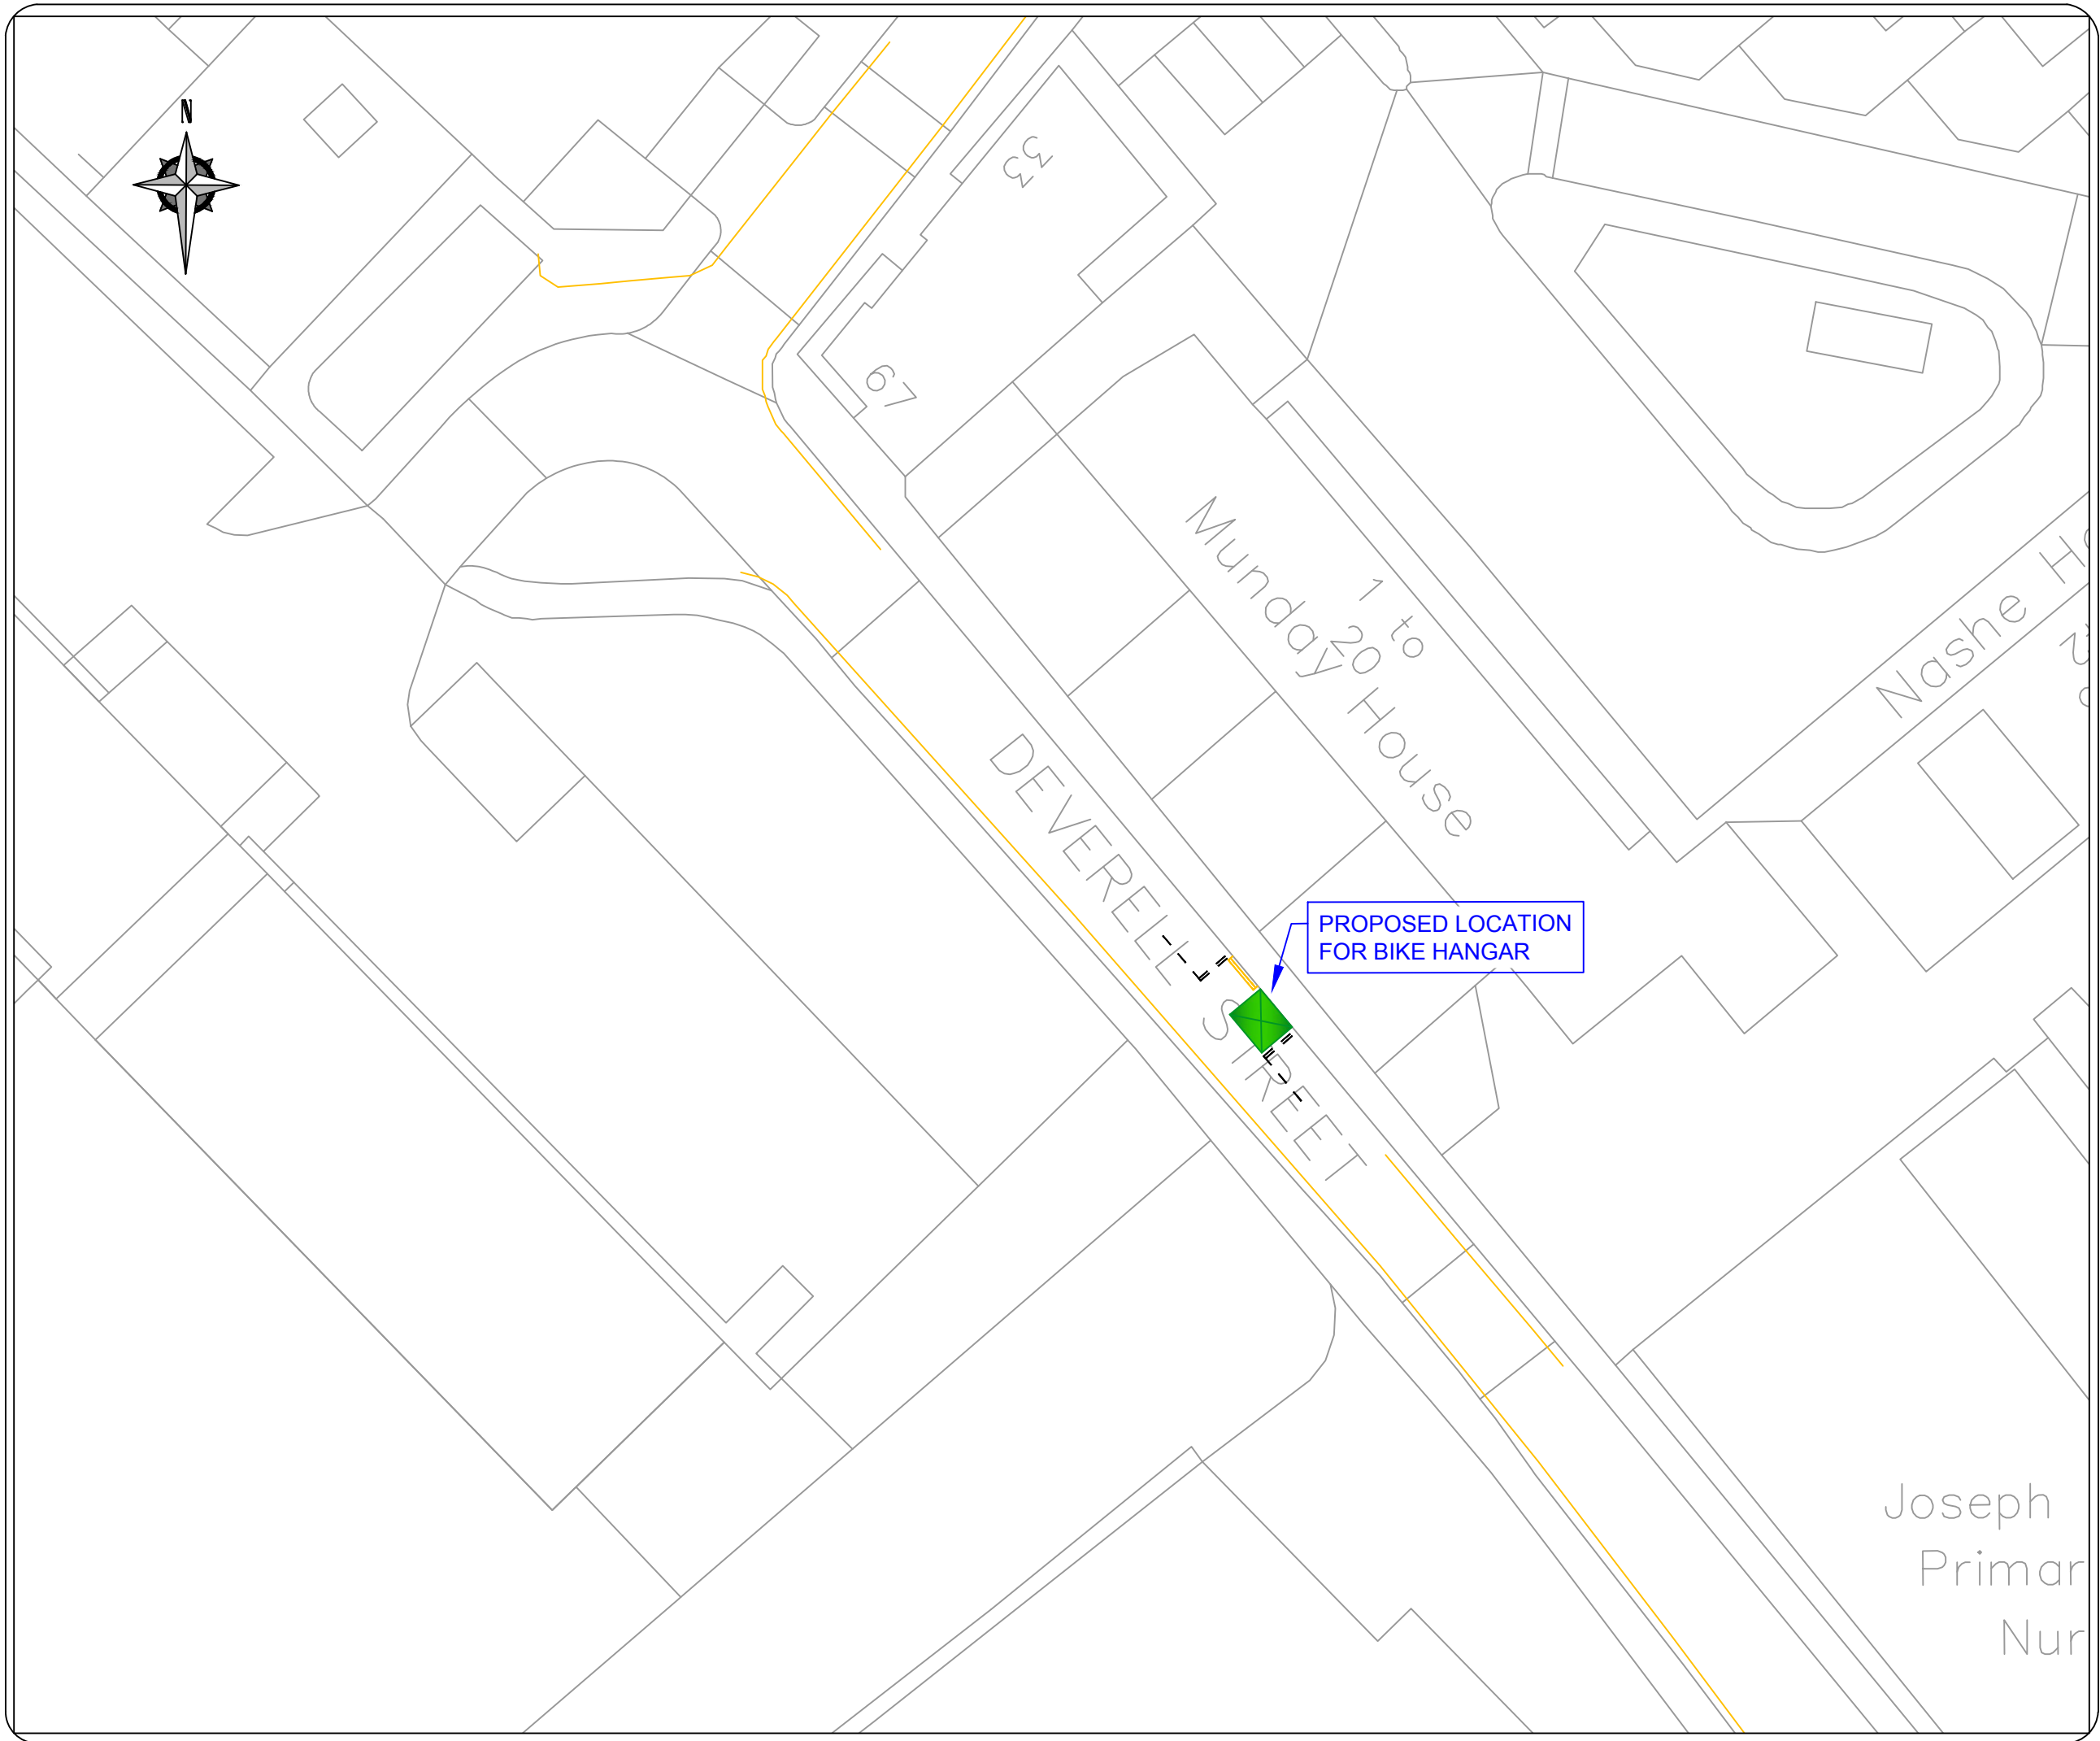 N
33
67
Munday House
1 to
20
Nashe H
DEVERELL STREET
PROPOSED LOCATION
FOR BIKE HANGAR
Joseph
Primar
Nur